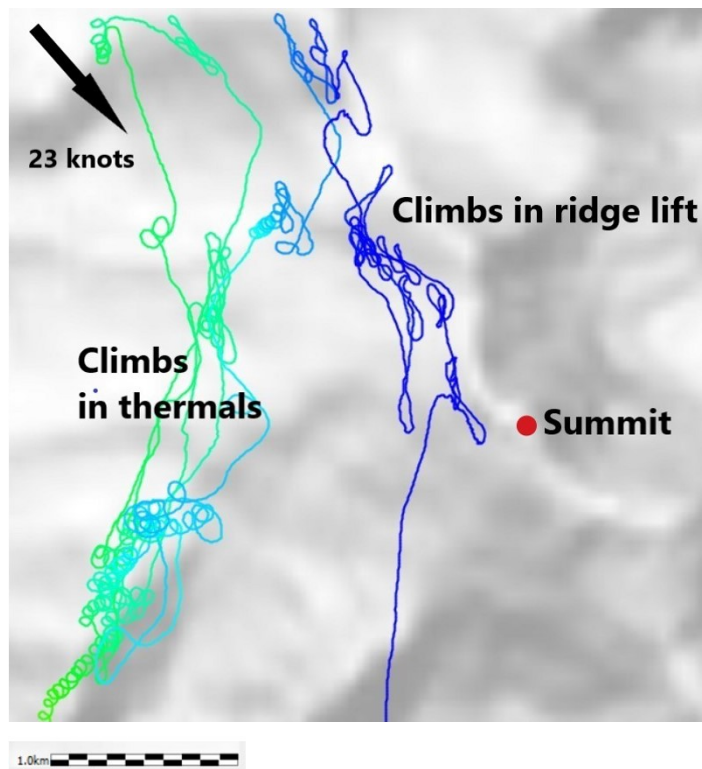 23 knots
Climbs in ridge lift
Climbs
in thermals
Summit
1.0km